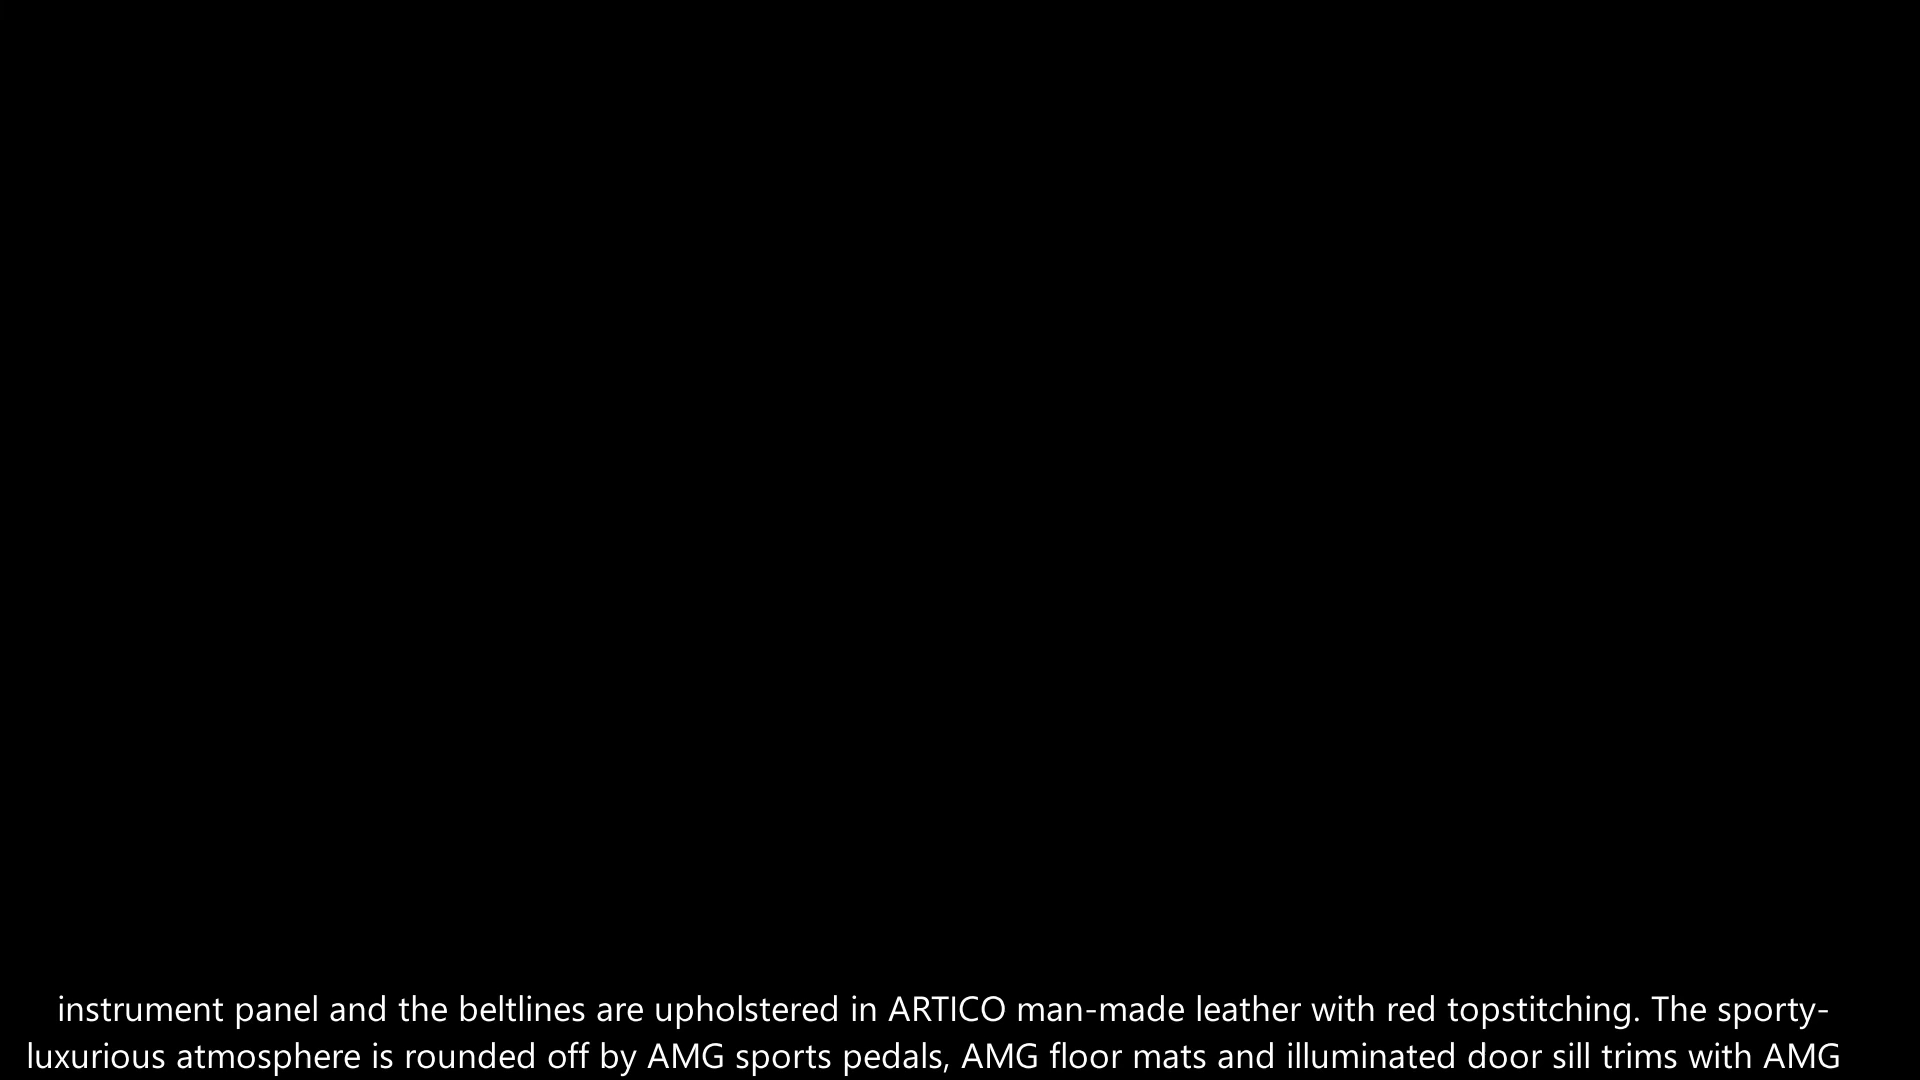 instrument panel and the beltlines are upholstered in ARTICO man-made leather with red topstitching. The sporty-
luxurious atmosphere is rounded off by AMG sports pedals, AMG floor mats and illuminated door sill trims with AMG